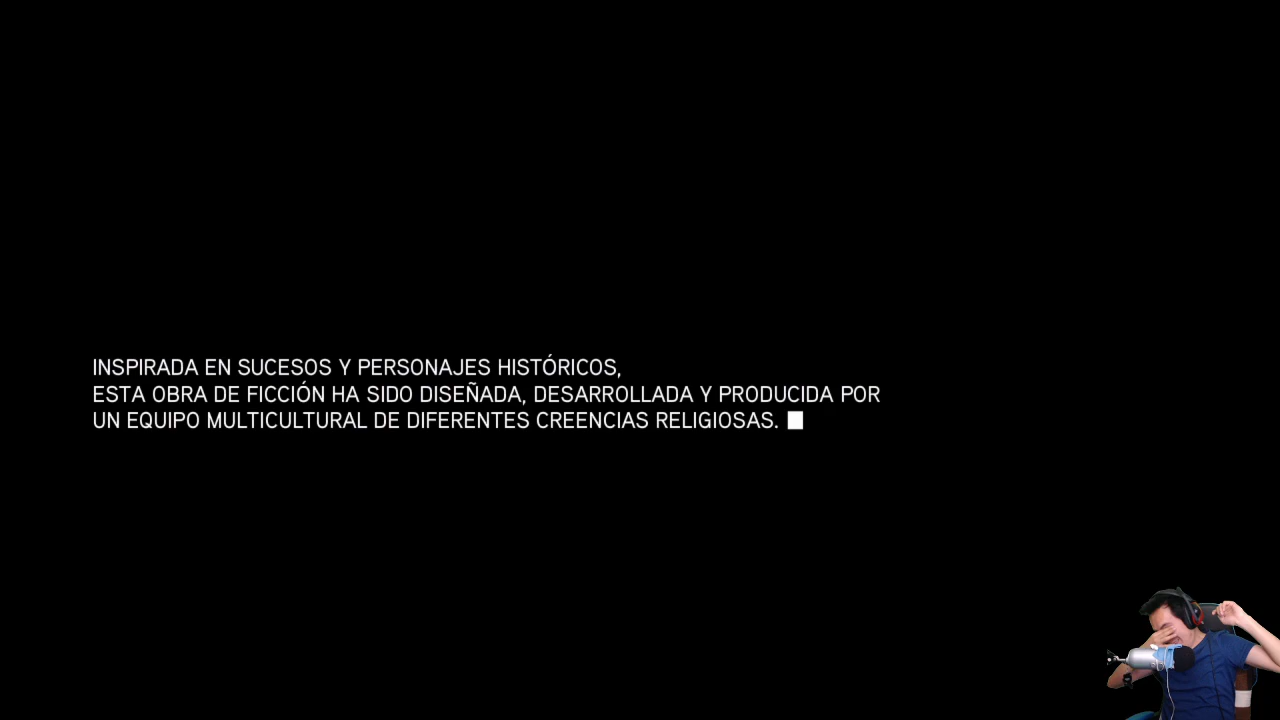 INSPIRADA EN SUCESOS Y PERSONAJES HISTÓRICOS,
ESTA OBRA DE FICCIÓN HA SIDO DISEÑADA, DESARROLLADA Y PRODUCIDA POR
UN EQUIPO MULTICULTURAL DE DIFERENTES CREENCIAS RELIGIOSAS.